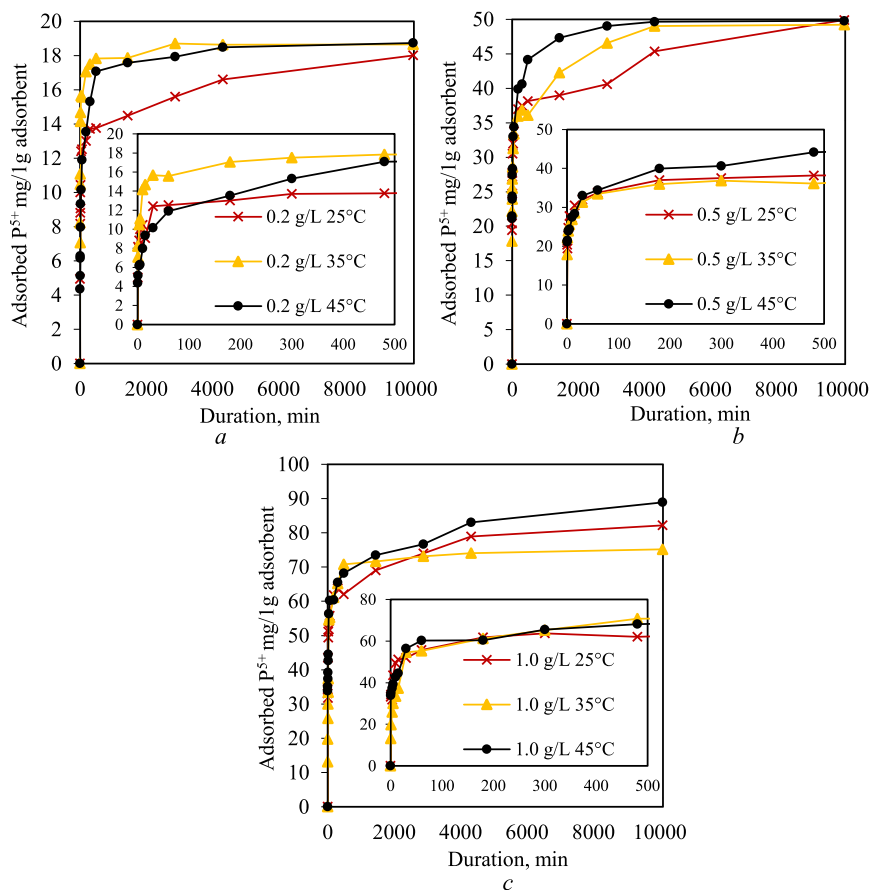 Adsorbed P⁵⁺ mg/1g adsorbent
20
18
16
14
12
10
8
6
4
2
0
0 2000 4000 6000 8000 10000
Duration, min
20
18
16
14
12
10
8
6
4
2
0
0 100 200 300 400 500
0.2 g/L 25°C
0.2 g/L 35°C
0.2 g/L 45°C
a
Adsorbed P⁵⁺ mg/1g adsorbent
50
45
40
35
30
25
20
15
10
5
0
0 2000 4000 6000 8000 10000
Duration, min
50
40
30
20
10
0
0 100 200 300 400 500
0.5 g/L 25°C
0.5 g/L 35°C
0.5 g/L 45°C
b
Adsorbed P⁵⁺ mg/1g adsorbent
100
90
80
70
60
50
40
30
20
10
0
0 2000 4000 6000 8000 10000
Duration, min
80
60
40
20
0
0 100 200 300 400 500
1.0 g/L 25°C
1.0 g/L 35°C
1.0 g/L 45°C
c